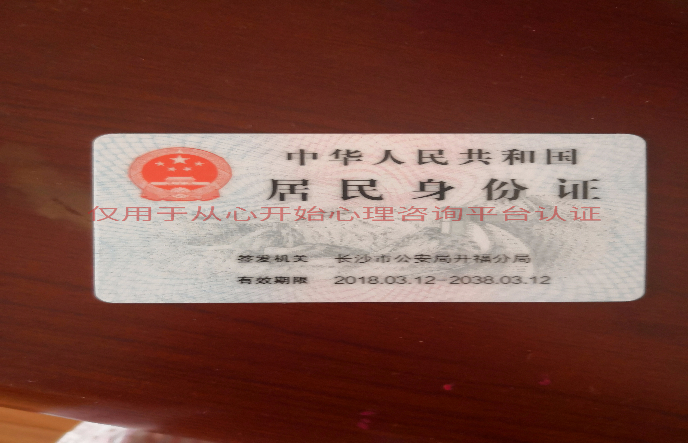 中华人民共和国
居民身份证
仅用于从心开始心理咨询平台认证
签发机关 长沙市公安局开福分局
有效期限 2018.03.12-2038.03.12